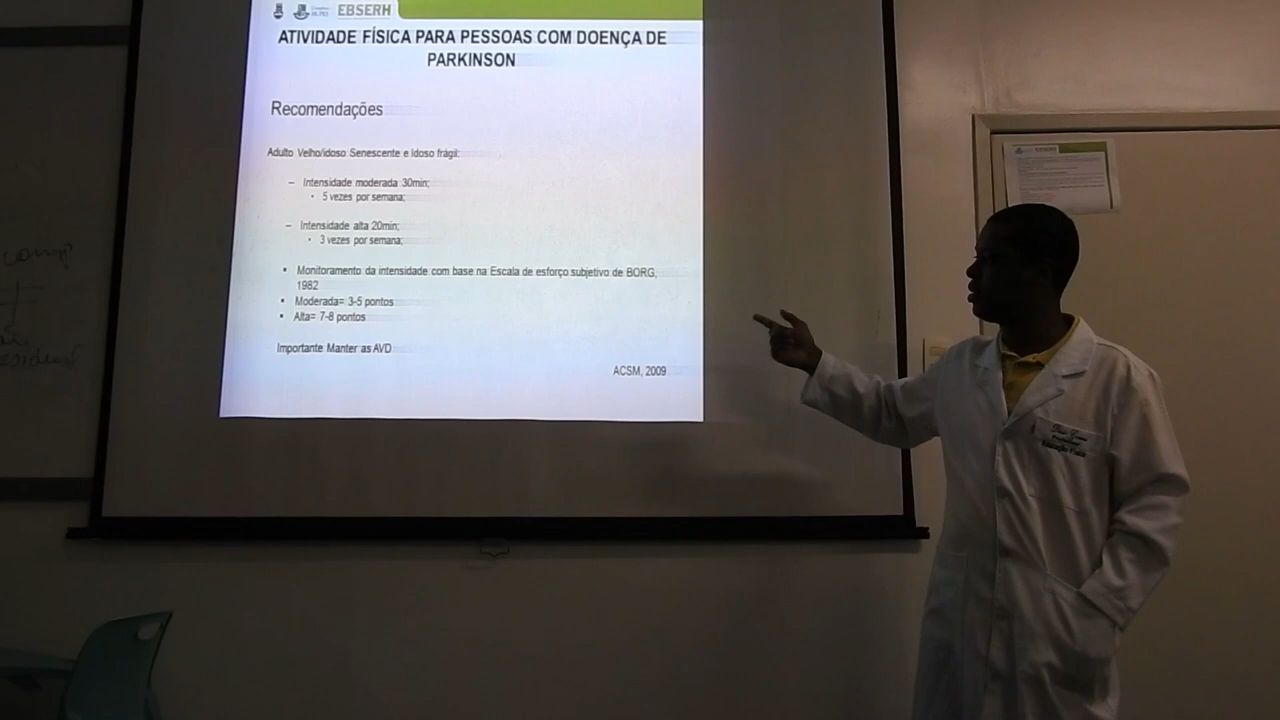 EBSERH
ATIVIDADE FÍSICA PARA PESSOAS COM DOENÇA DE
PARKINSON
Recomendações
Adulto Velho/idoso Senescente e Idoso frágil:
– Intensidade moderada 30min;
• 5 vezes por semana;
– Intensidade alta 20min;
• 3 vezes por semana;
• Monitoramento da intensidade com base na Escala de esforço subjetivo de BORG,
1982
• Moderada= 3-5 pontos
• Alta= 7-8 pontos
Importante Manter as AVD
ACSM, 2009
EBSERH
Educação Física